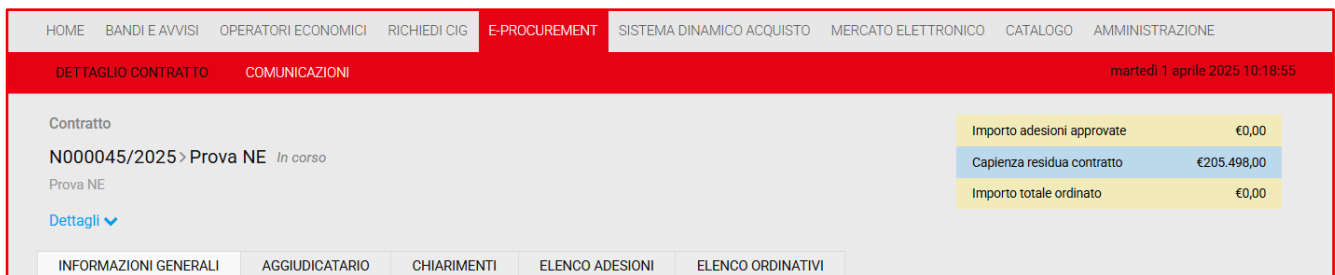 HOME BANDI E AVVISI OPERATORI ECONOMICI RICHIEDI CIG E-PROCUREMENT SISTEMA DINAMICO ACQUISTO MERCATO ELETTRONICO CATALOGO AMMINISTRAZIONE
DETTAGLIO CONTRATTO COMUNICAZIONI martedì 1 aprile 2025 10:18:55
Contratto
N000045/2025 > Prova NE In corso
Prova NE
Dettagli
Importo adesioni approvate €0,00
Capienza residua contratto €205.498,00
Importo totale ordinato €0,00
INFORMAZIONI GENERALI AGGIUDICATARIO CHIARIMENTI ELENCO ADESIONI ELENCO ORDINATIVI